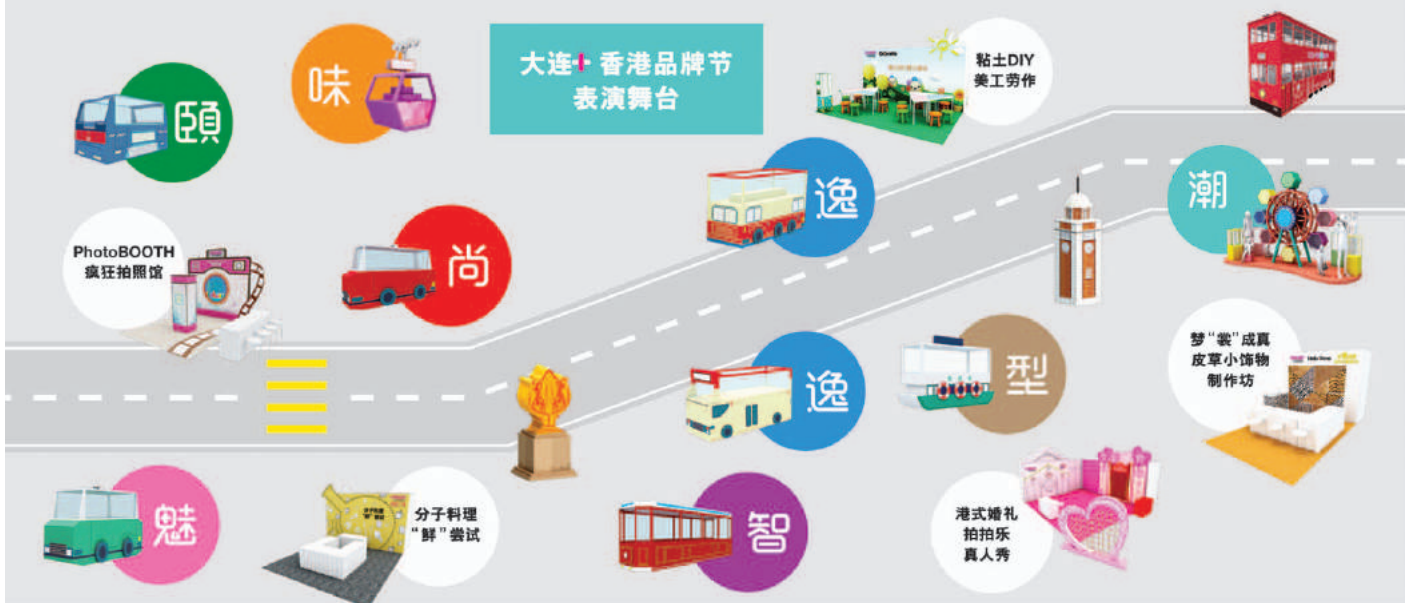 大连+香港品牌节
表演舞台
粘土DIY
美工劳作
味
頤
逸
潮
PhotoBOOTH
疯狂拍照馆
尚
梦“裳”成真
皮草小饰物
制作坊
逸
型
魅
分子料理
“鲜”尝试
智
港式婚礼
拍拍乐
真人秀